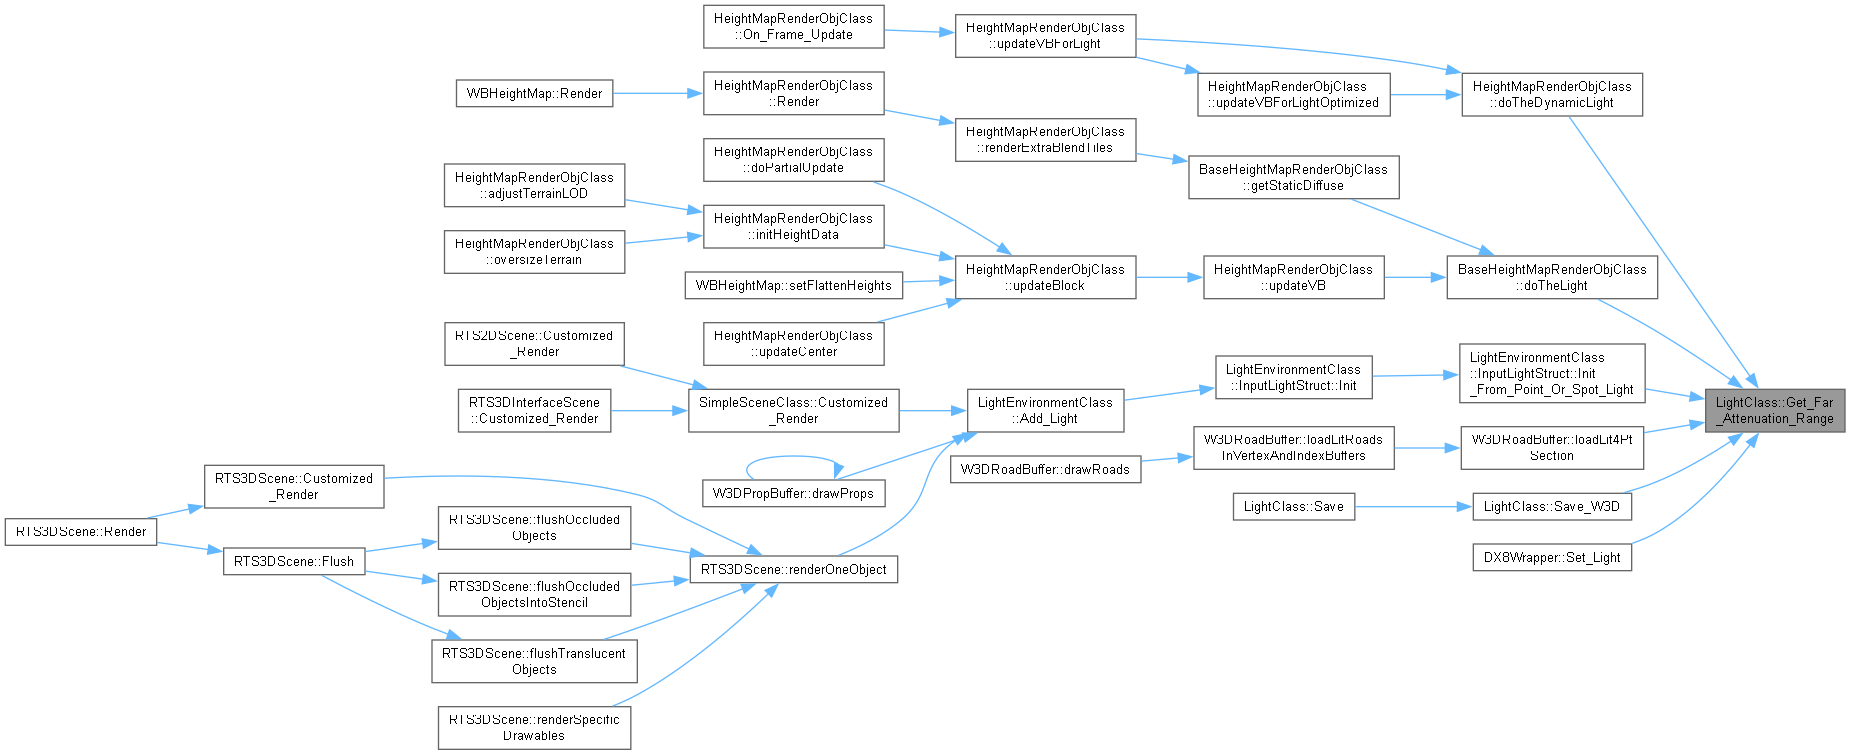 HeightMapRenderObjClass
::On_Frame_Update
HeightMapRenderObjClass
::updateVBForLight
WBHeightMap::Render
HeightMapRenderObjClass
::Render
HeightMapRenderObjClass
::updateVBForLightOptimized
HeightMapRenderObjClass
::doTheDynamicLight
HeightMapRenderObjClass
::renderExtraBlendTiles
HeightMapRenderObjClass
::doPartialUpdate
BaseHeightMapRenderObjClass
::getStaticDiffuse
HeightMapRenderObjClass
::adjustTerrainLOD
HeightMapRenderObjClass
::initHeightData
HeightMapRenderObjClass
::oversizeTerrain
WBHeightMap::setFlattenHeights
HeightMapRenderObjClass
::updateBlock
HeightMapRenderObjClass
::updateVB
BaseHeightMapRenderObjClass
::doTheLight
HeightMapRenderObjClass
::updateCenter
RTS2DScene::Customized
_Render
RTS3DInterfaceScene
::Customized_Render
SimpleSceneClass::Customized
_Render
LightEnvironmentClass
::Add_Light
LightEnvironmentClass
::InputLightStruct::Init
LightEnvironmentClass
::InputLightStruct::Init
_From_Point_Or_Spot_Light
LightClass::Get_Far
_Attenuation_Range
W3DRoadBuffer::drawRoads
W3DRoadBuffer::loadLitRoads
InVertexAndIndexBuffers
W3DRoadBuffer::loadLit4Pt
Section
W3DPropBuffer::drawProps
LightClass::Save
LightClass::Save_W3D
DX8Wrapper::Set_Light
RTS3DScene::Customized
_Render
RTS3DScene::Render
RTS3DScene::Flush
RTS3DScene::flushOccluded
Objects
RTS3DScene::flushOccluded
ObjectsIntoStencil
RTS3DScene::renderOneObject
RTS3DScene::flushTranslucent
Objects
RTS3DScene::renderSpecific
Drawables